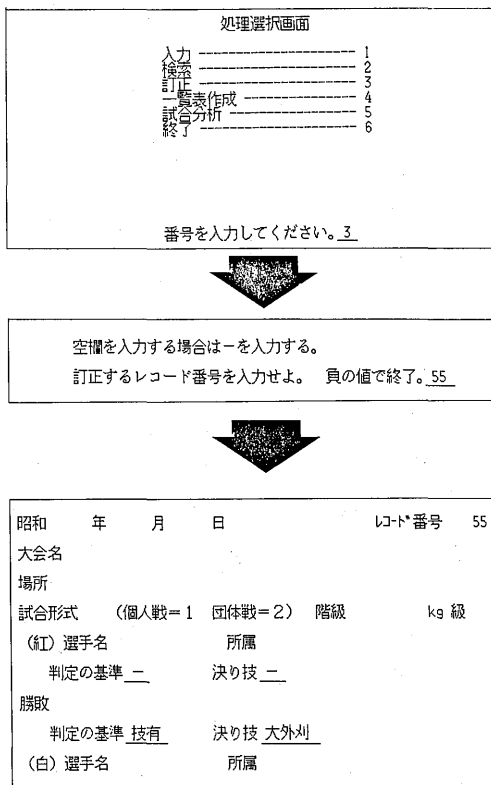 処理選択画面
入力 ------------------ 1
検索 ------------------ 2
訂正 ------------------ 3
一覧表作成 ------------- 4
試合分析 --------------- 5
終了 ------------------ 6
番号を入力してください。3
空欄を入力する場合は－を入力する。
訂正するレコード番号を入力せよ。 負の値で終了。55
昭和 年 月 日 レコード番号 55
大会名
場所
試合形式 (個人戦＝1 団体戦＝2) 階級 kg 級
(紅) 選手名 所属
判定の基準 － 決り技 －
勝敗
判定の基準 技有 決り技 大外刈
(白) 選手名 所属